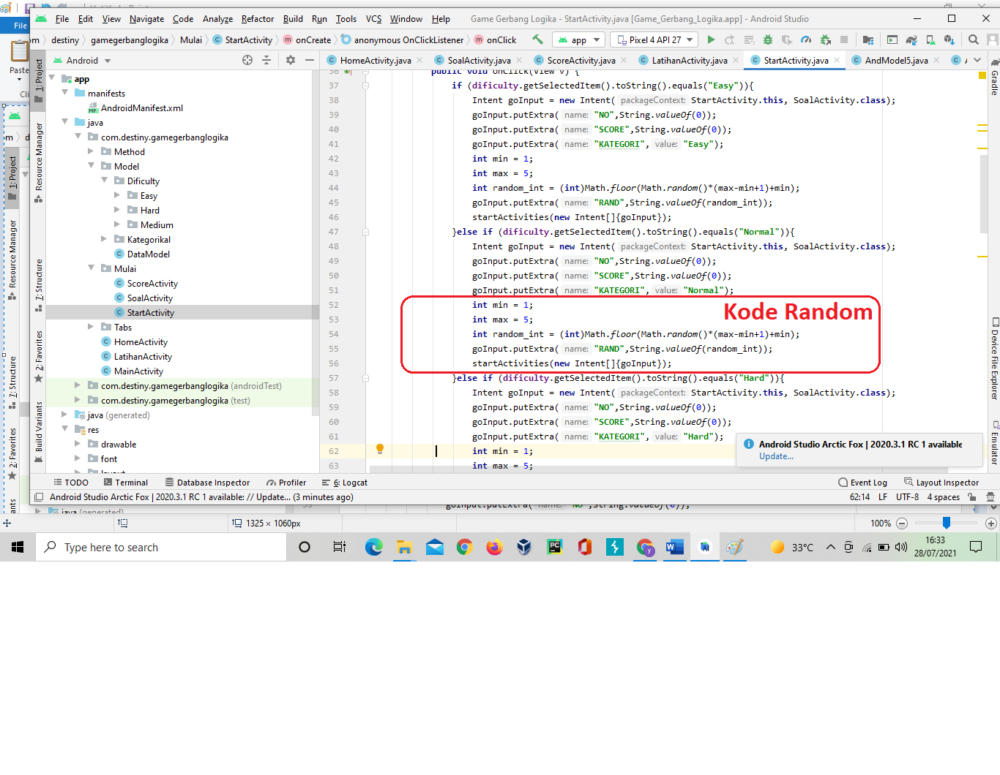 File Edit View Navigate Code Analyze Refactor Build Run Tools VCS Window Help Game Gerbang Logika - StartActivity.java [Game_Gerbang_Logika.app] - Android Studio
File
Paste
destiny gamegerbanglogika Mulai StartActivity onCreate anonymous OnClickListener onClick app Pixel 4 API 27
Android
HomeActivity.java SoalActivity.java ScoreActivity.java LatihanActivity.java StartActivity.java AndModel5.java
1: Project
Resource Manager
7: Structure
2: Favorites
Build Variants
1: Project
Resource Manager
7: Structure
2: Favorites
app
manifests
AndroidManifest.xml
java
com.destiny.gamegerbanglogika
Method
Model
Dificulty
Easy
Hard
Medium
Kategorikal
DataModel
Mulai
ScoreActivity
SoalActivity
StartActivity
Tabs
HomeActivity
LatihanActivity
MainActivity
com.destiny.gamegerbanglogika (androidTest)
com.destiny.gamegerbanglogika (test)
java (generated)
res
drawable
font
36 public void onClick(View v) {
37 if (dificulty.getSelectedItem().toString().equals("Easy")){
38 Intent goInput = new Intent( packageContext: StartActivity.this, SoalActivity.class);
39 goInput.putExtra( name: "NO",String.valueOf(0));
40 goInput.putExtra( name: "SCORE",String.valueOf(0));
41 goInput.putExtra( name: "KATEGORI", value: "Easy");
42 int min = 1;
43 int max = 5;
44 int random_int = (int)Math.floor(Math.random()*(max-min+1)+min);
45 goInput.putExtra( name: "RAND",String.valueOf(random_int));
46 startActivities(new Intent[]{goInput});
47 }else if (dificulty.getSelectedItem().toString().equals("Normal")){
48 Intent goInput = new Intent( packageContext: StartActivity.this, SoalActivity.class);
49 goInput.putExtra( name: "NO",String.valueOf(0));
50 goInput.putExtra( name: "SCORE",String.valueOf(0));
51 goInput.putExtra( name: "KATEGORI", value: "Normal");
52 int min = 1;
Kode Random
53 int max = 5;
54 int random_int = (int)Math.floor(Math.random()*(max-min+1)+min);
55 goInput.putExtra( name: "RAND",String.valueOf(random_int));
56 startActivities(new Intent[]{goInput});
57 }else if (dificulty.getSelectedItem().toString().equals("Hard")){
58 Intent goInput = new Intent( packageContext: StartActivity.this, SoalActivity.class);
59 goInput.putExtra( name: "NO",String.valueOf(0));
60 goInput.putExtra( name: "SCORE",String.valueOf(0));
61 goInput.putExtra( name: "KATEGORI", value: "Hard");
62 int min = 1;
63 int max = 5;
Gradle
Device File Explorer
Emulator
Android Studio Arctic Fox | 2020.3.1 RC 1 available
Update...
TODO Terminal Database Inspector Profiler 6: Logcat Event Log Layout Inspector
Android Studio Arctic Fox | 2020.3.1 RC 1 available: // Update... (3 minutes ago) 62:14 LF UTF-8 4 spaces
java (generated)
1325 × 1060px 100%
Type here to search 33°C 16:33
28/07/2021